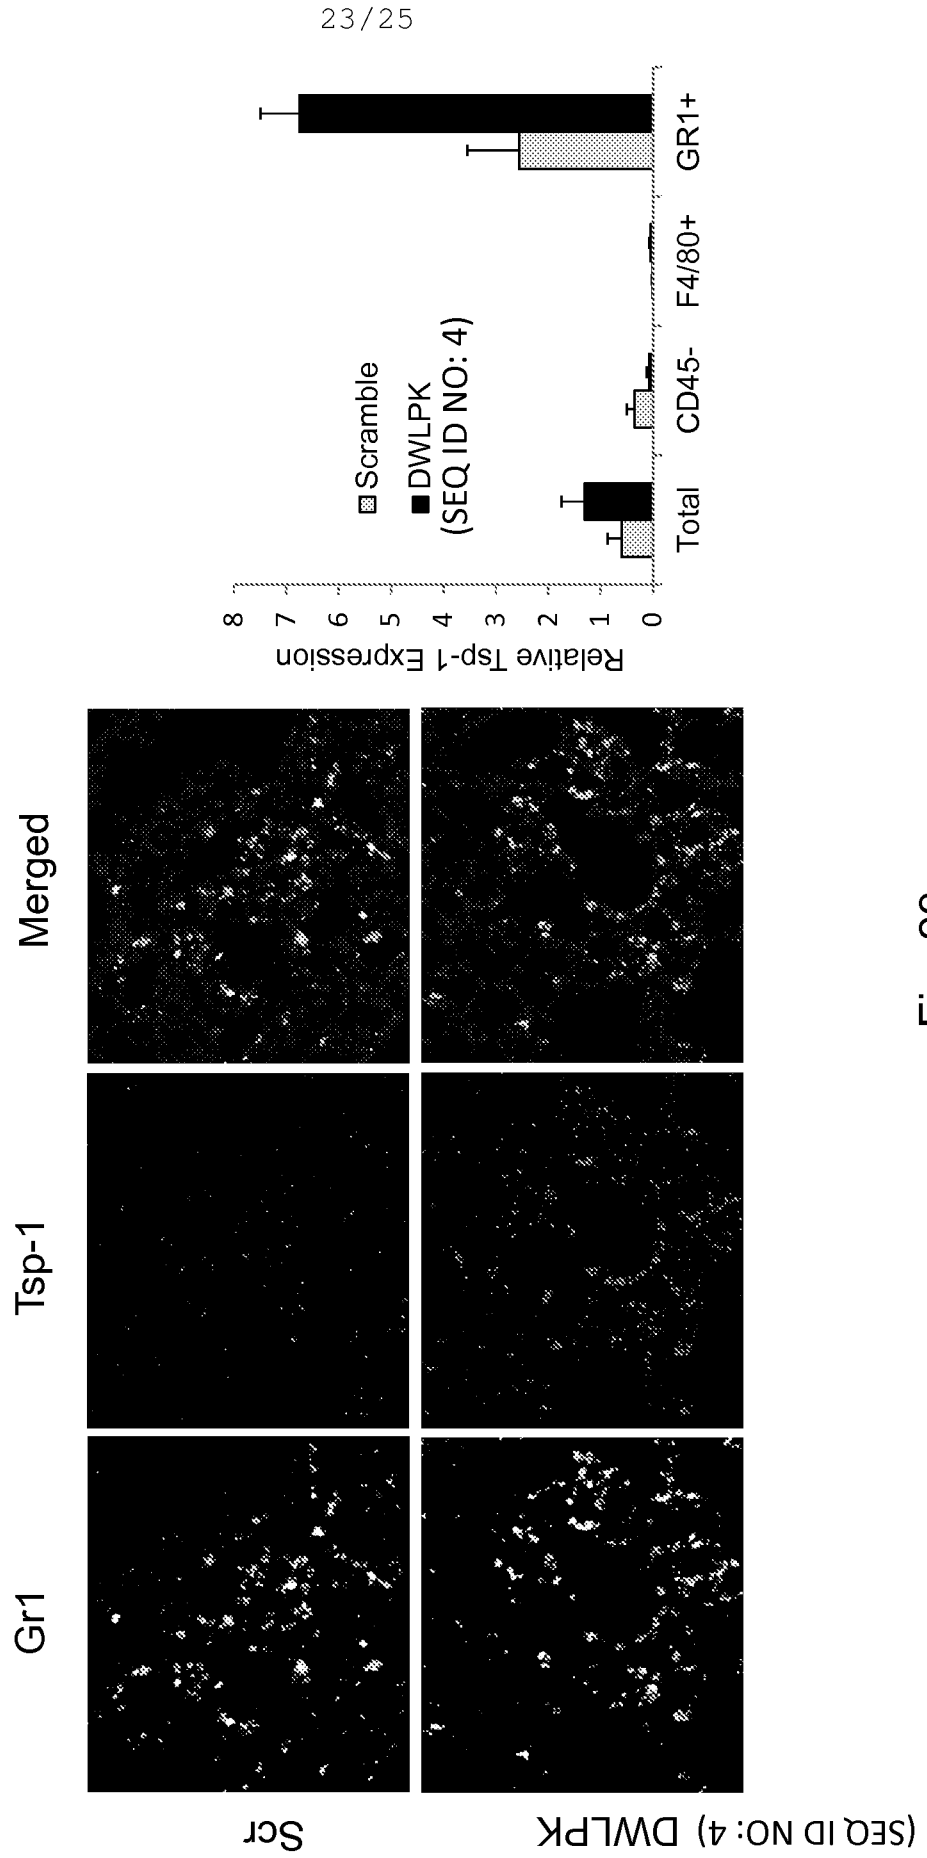 23/25
Gr1
Tsp-1
Merged
Scr
DWLPK
(SEQ ID NO: 4)
Relative Tsp-1 Expression
8
7
6
5
4
3
2
1
0
Scramble
DWLPK
(SEQ ID NO: 4)
Total
CD45-
F4/80+
GR1+